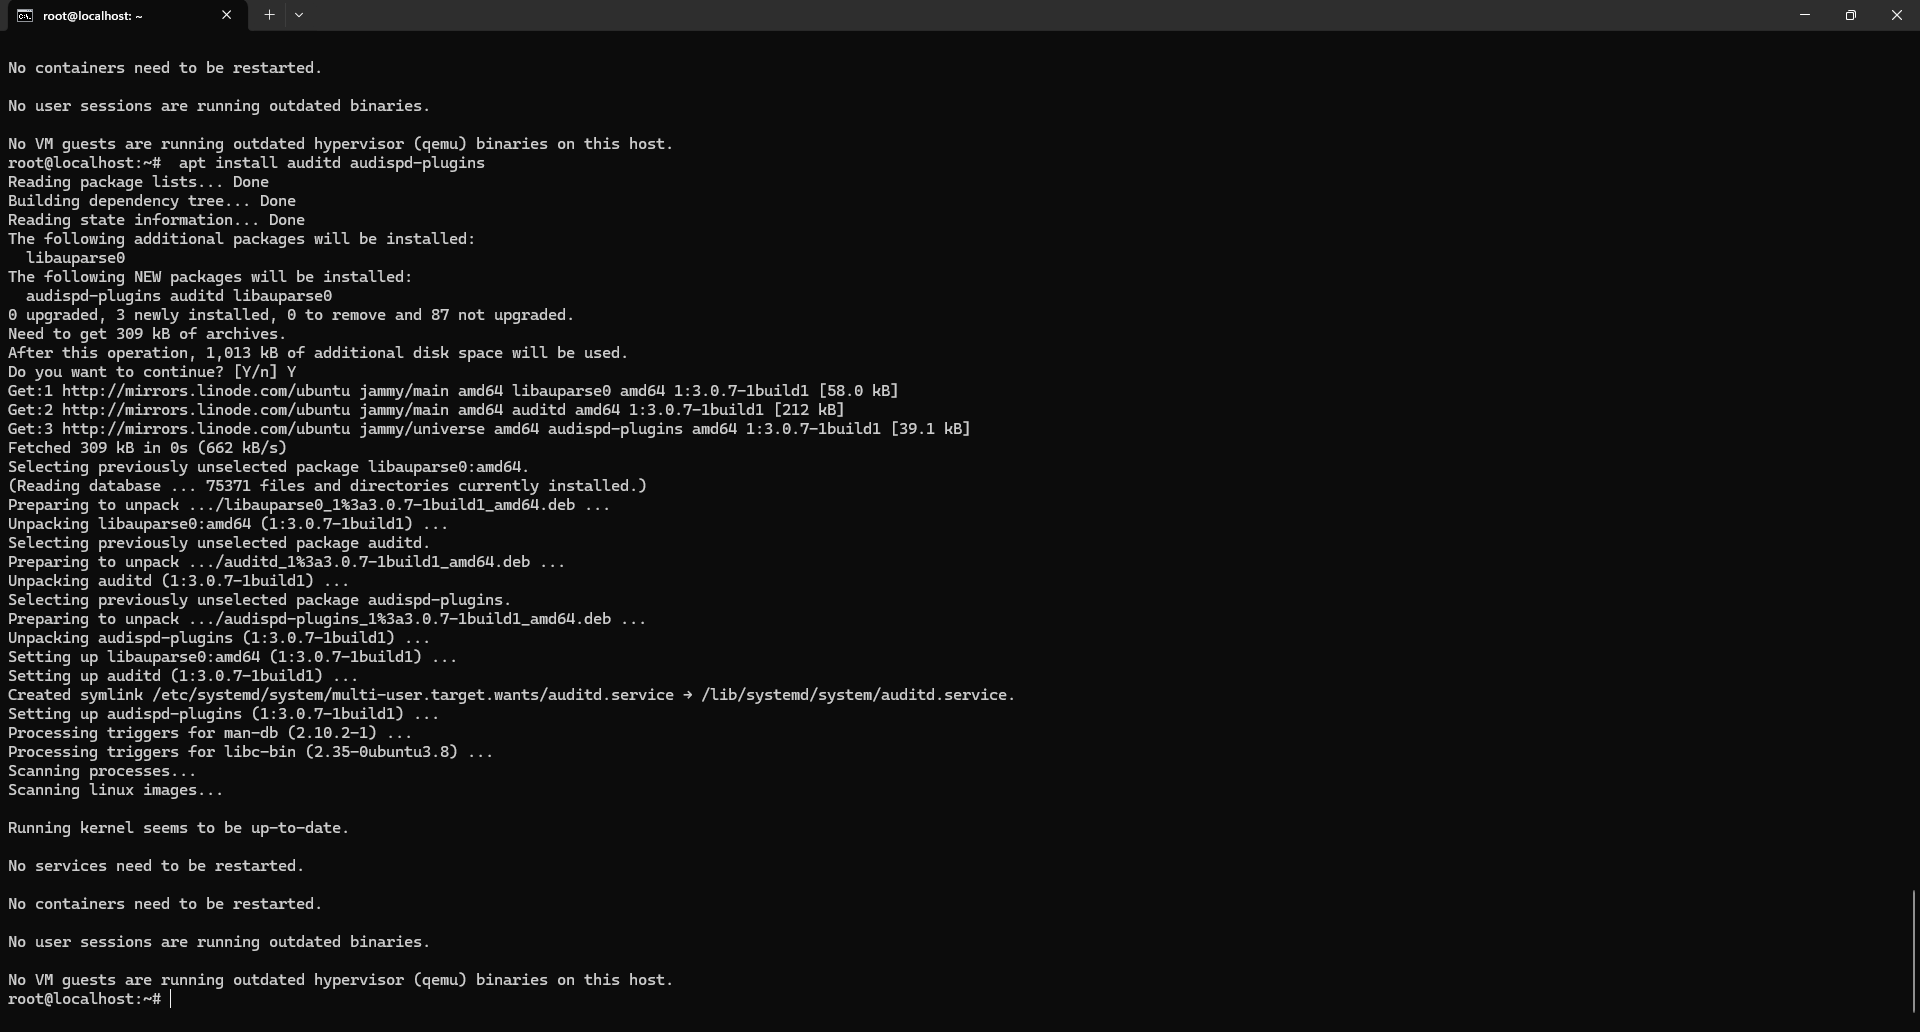 root@localhost: ~
No containers need to be restarted.
No user sessions are running outdated binaries.
No VM guests are running outdated hypervisor (qemu) binaries on this host.
root@localhost:~#  apt install auditd audispd-plugins
Reading package lists... Done
Building dependency tree... Done
Reading state information... Done
The following additional packages will be installed:
  libauparse0
The following NEW packages will be installed:
  audispd-plugins auditd libauparse0
0 upgraded, 3 newly installed, 0 to remove and 87 not upgraded.
Need to get 309 kB of archives.
After this operation, 1,013 kB of additional disk space will be used.
Do you want to continue? [Y/n] Y
Get:1 http://mirrors.linode.com/ubuntu jammy/main amd64 libauparse0 amd64 1:3.0.7-1build1 [58.0 kB]
Get:2 http://mirrors.linode.com/ubuntu jammy/main amd64 auditd amd64 1:3.0.7-1build1 [212 kB]
Get:3 http://mirrors.linode.com/ubuntu jammy/universe amd64 audispd-plugins amd64 1:3.0.7-1build1 [39.1 kB]
Fetched 309 kB in 0s (662 kB/s)
Selecting previously unselected package libauparse0:amd64.
(Reading database ... 75371 files and directories currently installed.)
Preparing to unpack .../libauparse0_1%3a3.0.7-1build1_amd64.deb ...
Unpacking libauparse0:amd64 (1:3.0.7-1build1) ...
Selecting previously unselected package auditd.
Preparing to unpack .../auditd_1%3a3.0.7-1build1_amd64.deb ...
Unpacking auditd (1:3.0.7-1build1) ...
Selecting previously unselected package audispd-plugins.
Preparing to unpack .../audispd-plugins_1%3a3.0.7-1build1_amd64.deb ...
Unpacking audispd-plugins (1:3.0.7-1build1) ...
Setting up libauparse0:amd64 (1:3.0.7-1build1) ...
Setting up auditd (1:3.0.7-1build1) ...
Created symlink /etc/systemd/system/multi-user.target.wants/auditd.service → /lib/systemd/system/auditd.service.
Setting up audispd-plugins (1:3.0.7-1build1) ...
Processing triggers for man-db (2.10.2-1) ...
Processing triggers for libc-bin (2.35-0ubuntu3.8) ...
Scanning processes...
Scanning linux images...
Running kernel seems to be up-to-date.
No services need to be restarted.
No containers need to be restarted.
No user sessions are running outdated binaries.
No VM guests are running outdated hypervisor (qemu) binaries on this host.
root@localhost:~#